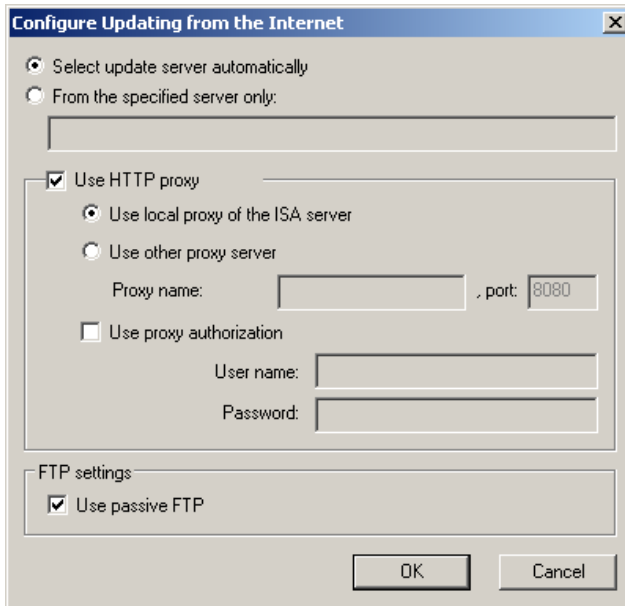 Configure Updating from the Internet
Select update server automatically
From the specified server only:
Use HTTP proxy
Use local proxy of the ISA server
Use other proxy server
Proxy name: , port: 8080
Use proxy authorization
User name:
Password:
FTP settings
Use passive FTP
OK Cancel